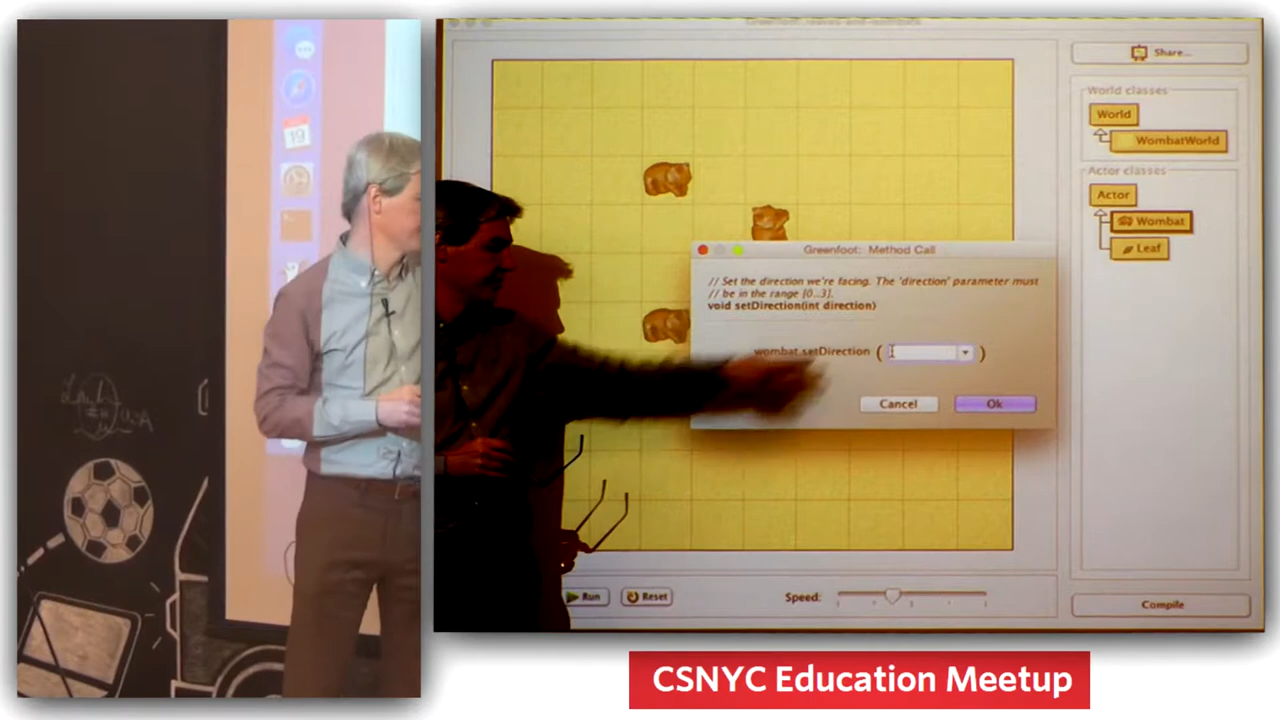 19
Share...
World classes
World
WombatWorld
Actor classes
Actor
Wombat
Leaf
Greenfoot: Method Call
// Set the direction we're facing. The 'direction' parameter must
// be in the range [0..3].
void setDirection(int direction)
wombat.setDirection ( )
Cancel
Ok
Run
Reset
Speed:
Compile
CSNYC Education Meetup